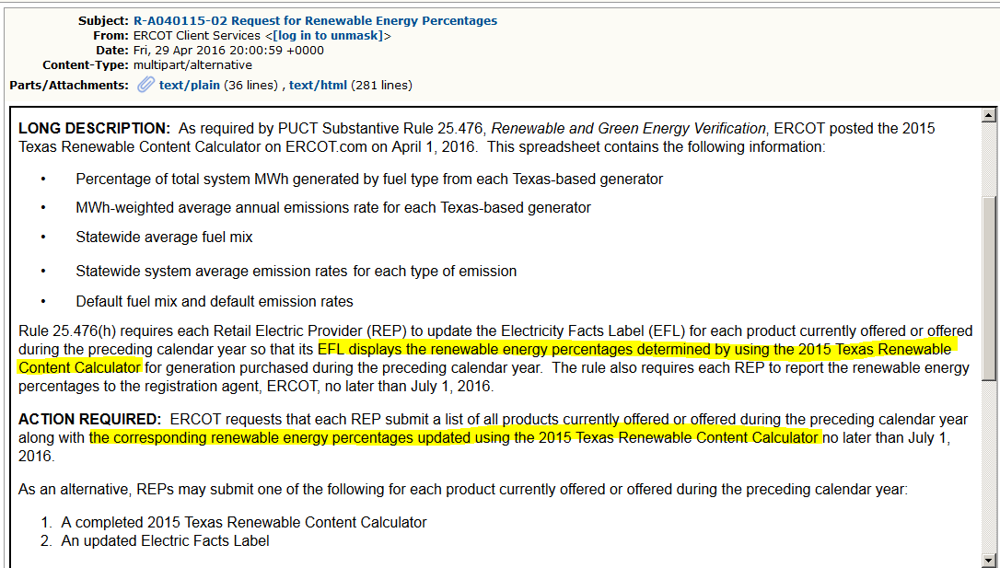 Subject: R-A040115-02 Request for Renewable Energy Percentages
From: ERCOT Client Services <[log in to unmask]>
Date: Fri, 29 Apr 2016 20:00:59 +0000
Content-Type: multipart/alternative
Parts/Attachments: text/plain (36 lines) , text/html (281 lines)
LONG DESCRIPTION: As required by PUCT Substantive Rule 25.476, Renewable and Green Energy Verification, ERCOT posted the 2015
Texas Renewable Content Calculator on ERCOT.com on April 1, 2016. This spreadsheet contains the following information:
• Percentage of total system MWh generated by fuel type from each Texas-based generator
• MWh-weighted average annual emissions rate for each Texas-based generator
• Statewide average fuel mix
• Statewide system average emission rates for each type of emission
• Default fuel mix and default emission rates
Rule 25.476(h) requires each Retail Electric Provider (REP) to update the Electricity Facts Label (EFL) for each product currently offered or offered
during the preceding calendar year so that its EFL displays the renewable energy percentages determined by using the 2015 Texas Renewable
Content Calculator for generation purchased during the preceding calendar year. The rule also requires each REP to report the renewable energy
percentages to the registration agent, ERCOT, no later than July 1, 2016.
ACTION REQUIRED: ERCOT requests that each REP submit a list of all products currently offered or offered during the preceding calendar year
along with the corresponding renewable energy percentages updated using the 2015 Texas Renewable Content Calculator no later than July 1,
2016.
As an alternative, REPs may submit one of the following for each product currently offered or offered during the preceding calendar year:
1. A completed 2015 Texas Renewable Content Calculator
2. An updated Electric Facts Label